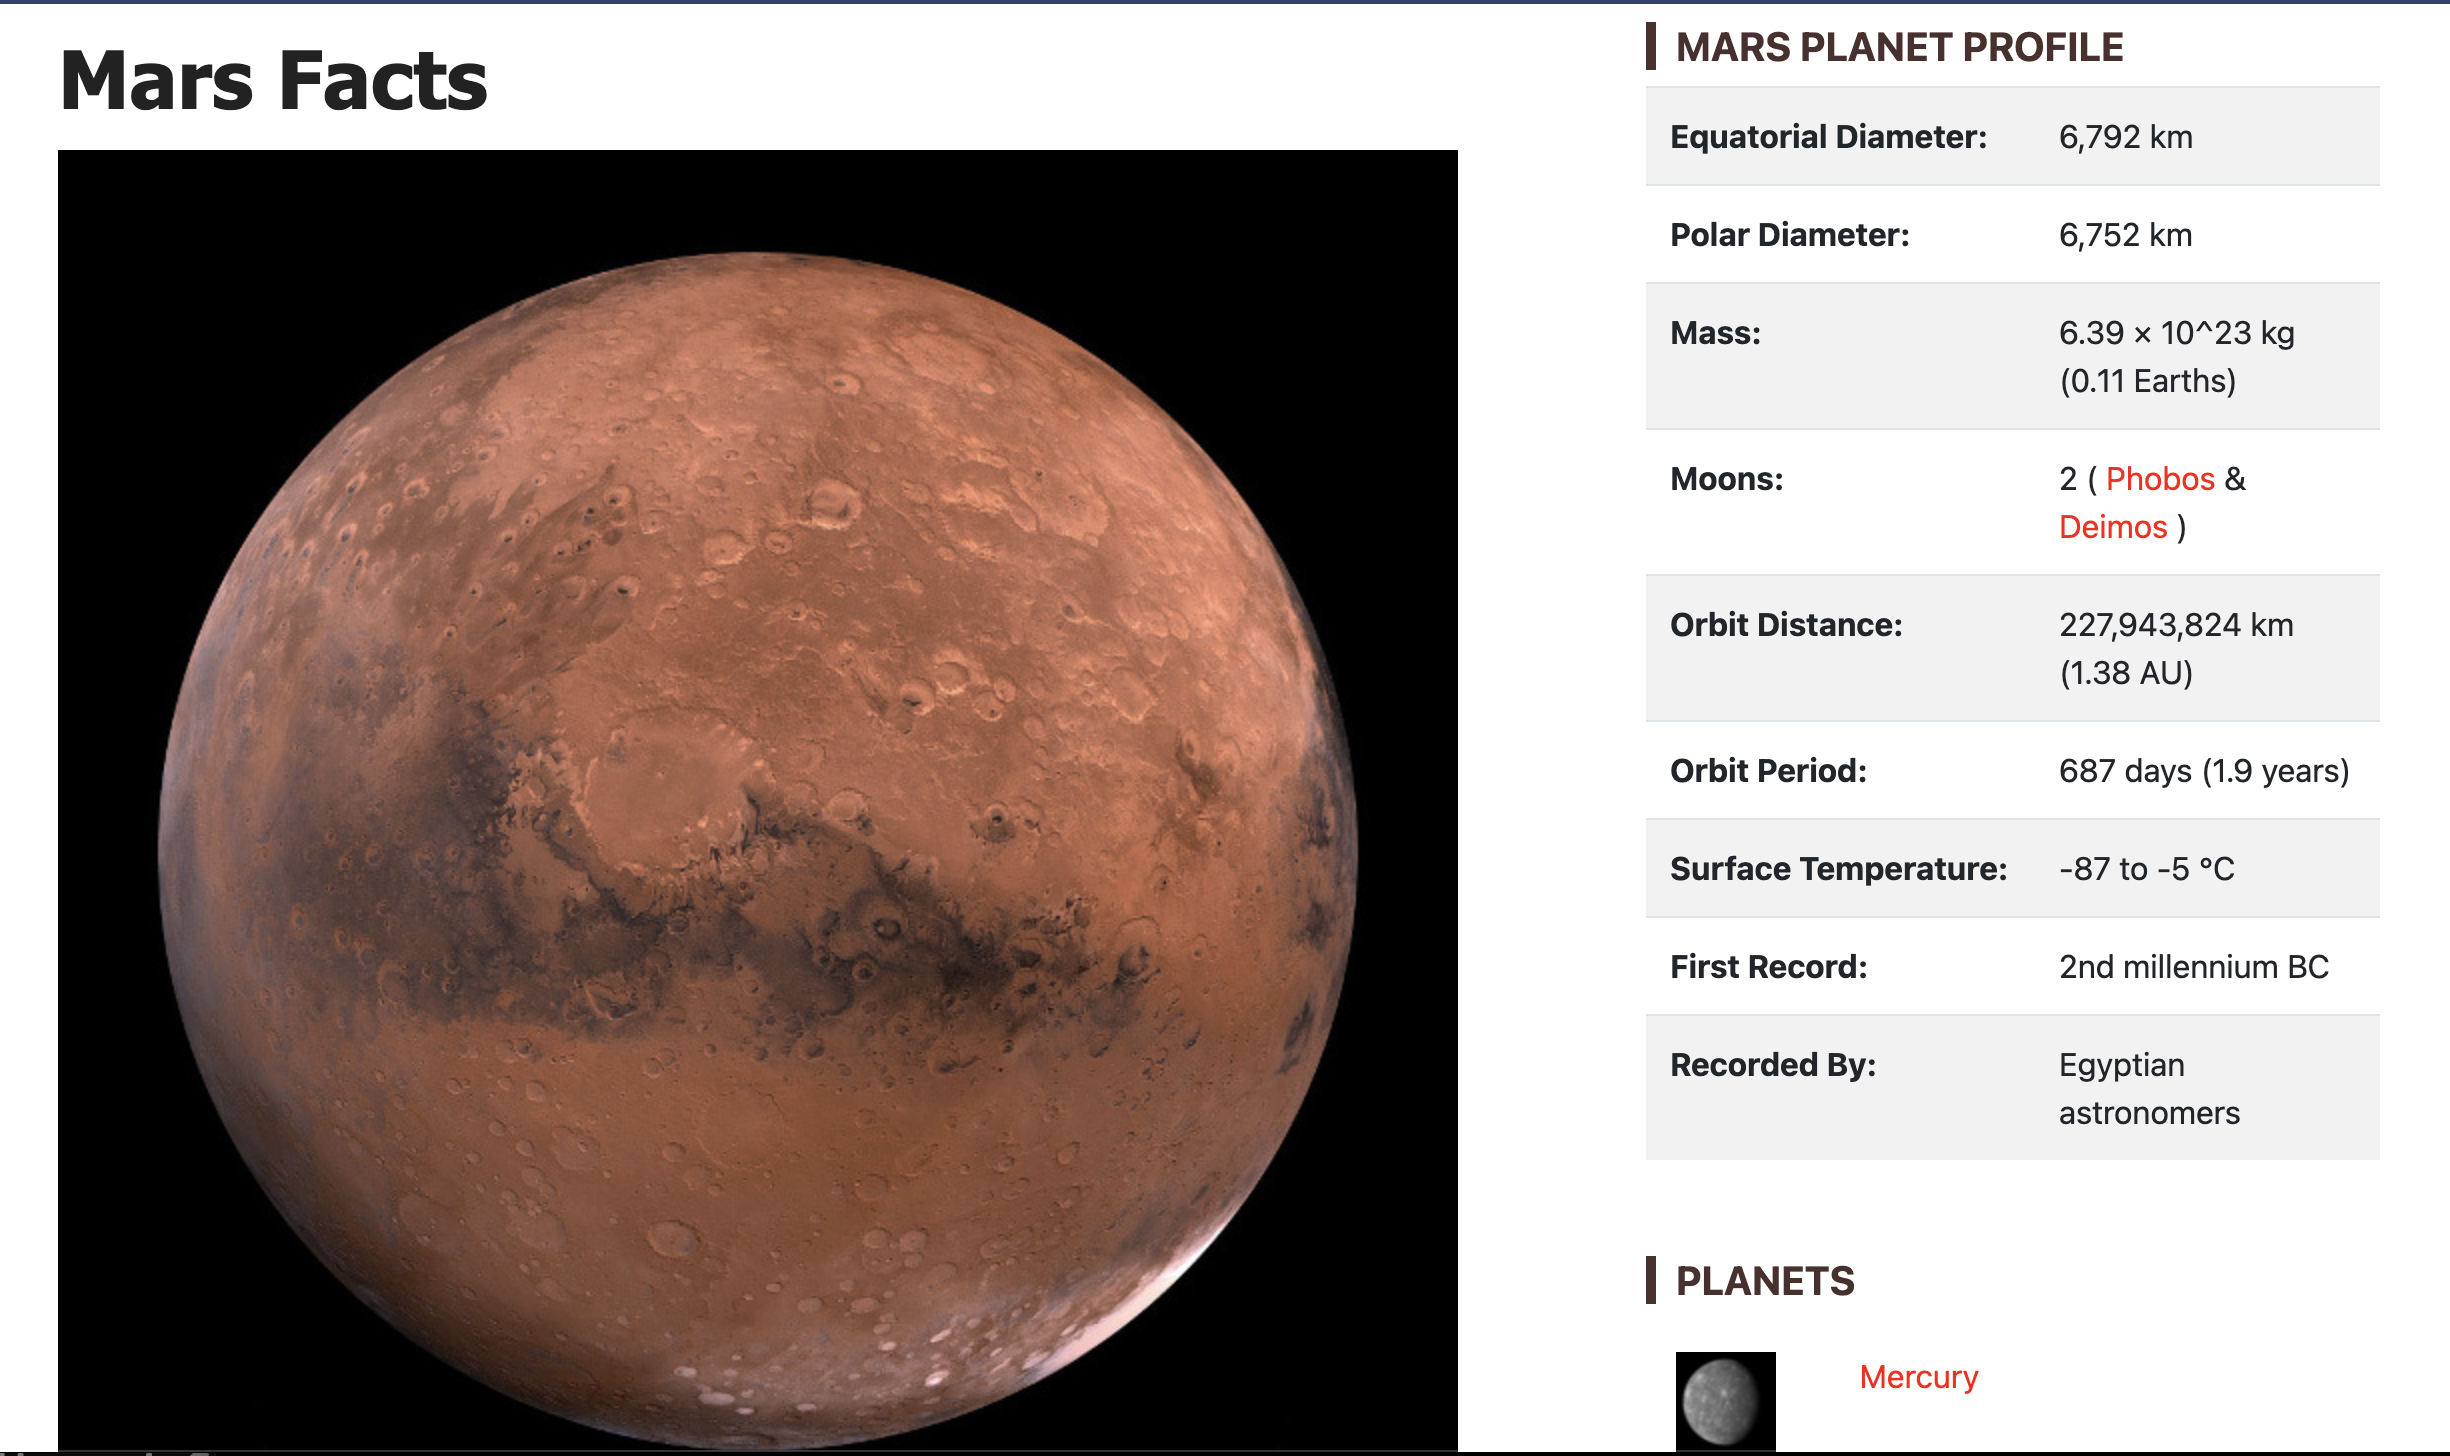 Mars Facts
MARS PLANET PROFILE
Equatorial Diameter: 6,792 km
Polar Diameter: 6,752 km
Mass: 6.39 × 10^23 kg
(0.11 Earths)
Moons: 2 ( Phobos &
Deimos )
Orbit Distance: 227,943,824 km
(1.38 AU)
Orbit Period: 687 days (1.9 years)
Surface Temperature: -87 to -5 °C
First Record: 2nd millennium BC
Recorded By: Egyptian
astronomers
PLANETS
Mercury